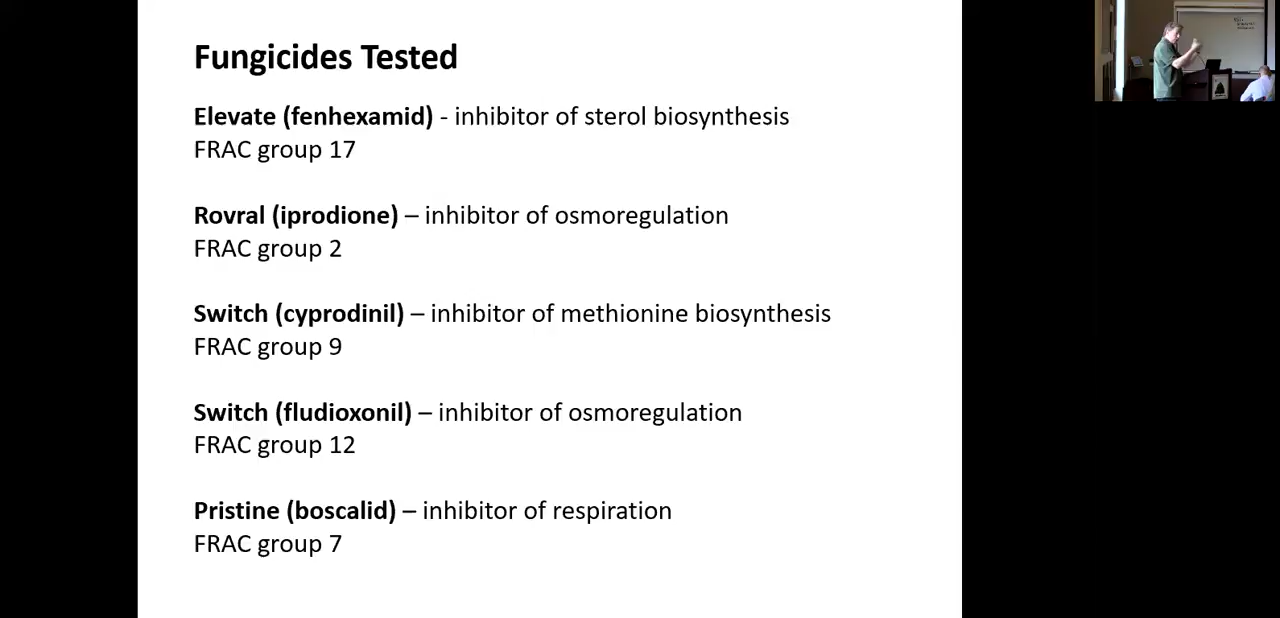 Fungicides Tested
Elevate (fenhexamid) - inhibitor of sterol biosynthesis
FRAC group 17
Rovral (iprodione) – inhibitor of osmoregulation
FRAC group 2
Switch (cyprodinil) – inhibitor of methionine biosynthesis
FRAC group 9
Switch (fludioxonil) – inhibitor of osmoregulation
FRAC group 12
Pristine (boscalid) – inhibitor of respiration
FRAC group 7